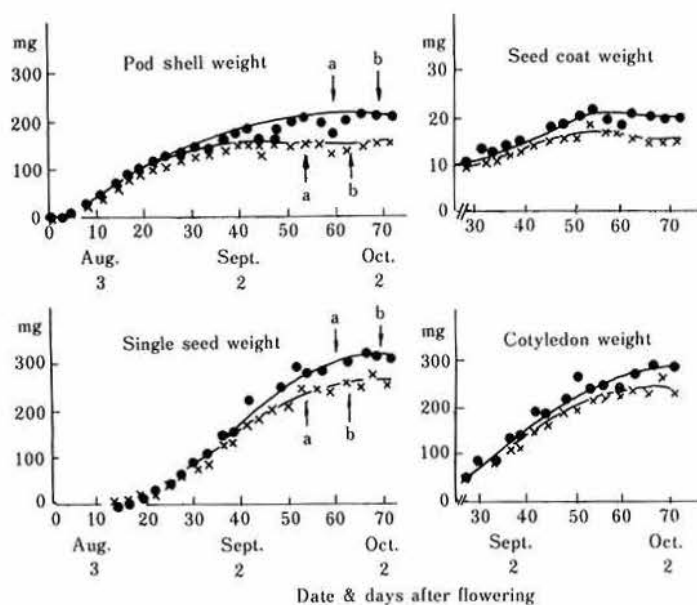 mg
Pod shell weight
a
b
300
200
100
0
a
b
0 10 20 30 40 50 60 70
Aug. Sept. Oct.
3 2 2
mg
Seed coat weight
30
20
10
0
30 40 50 60 70
mg
Single seed weight
a
b
300
200
100
0
a
b
0 10 20 30 40 50 60 70
Aug. Sept. Oct.
3 2 2
mg
Cotyledon weight
300
200
100
0
30 40 50 60 70
Sept. Oct.
2 2
Date & days after flowering